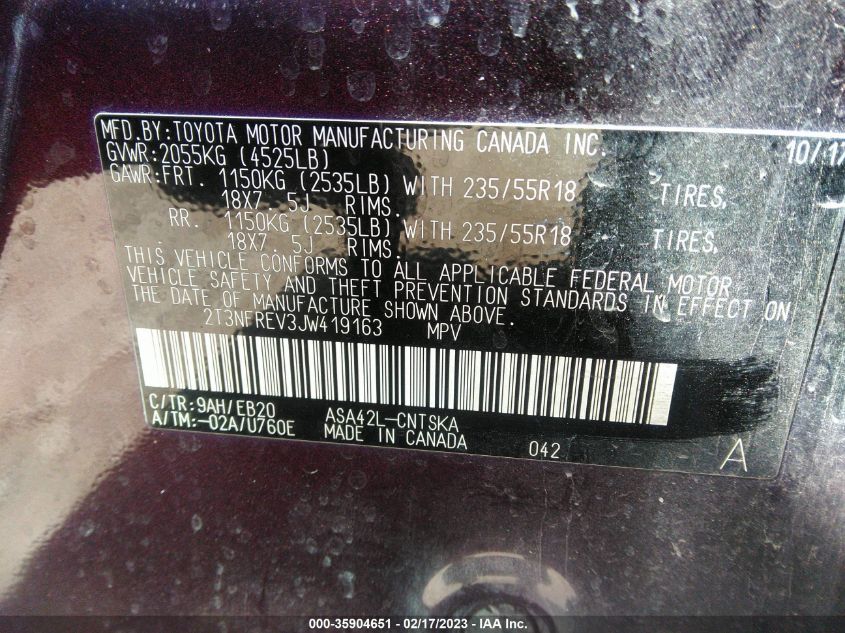 MFD.BY:TOYOTA MOTOR MANUFACTURING CANADA INC. 10/17
GVWR:2055KG (4525LB)
GAWR:FRT. 1150KG (2535LB) WITH 235/55R18 TIRES,
18X7. 5J RIMS.
RR. 1150KG (2535LB) WITH 235/55R18 TIRES,
18X7. 5J RIMS.
THIS VEHICLE CONFORMS TO ALL APPLICABLE FEDERAL MOTOR
VEHICLE SAFETY AND THEFT PREVENTION STANDARDS IN EFFECT ON
THE DATE OF MANUFACTURE SHOWN ABOVE.
2T3NFREV3JW419163 MPV
C/TR:9AH/EB20 ASA42L-CNTSKA
A/TM:-02A/U760E MADE IN CANADA 042 A
000-35904651 - 02/17/2023 - IAA Inc.